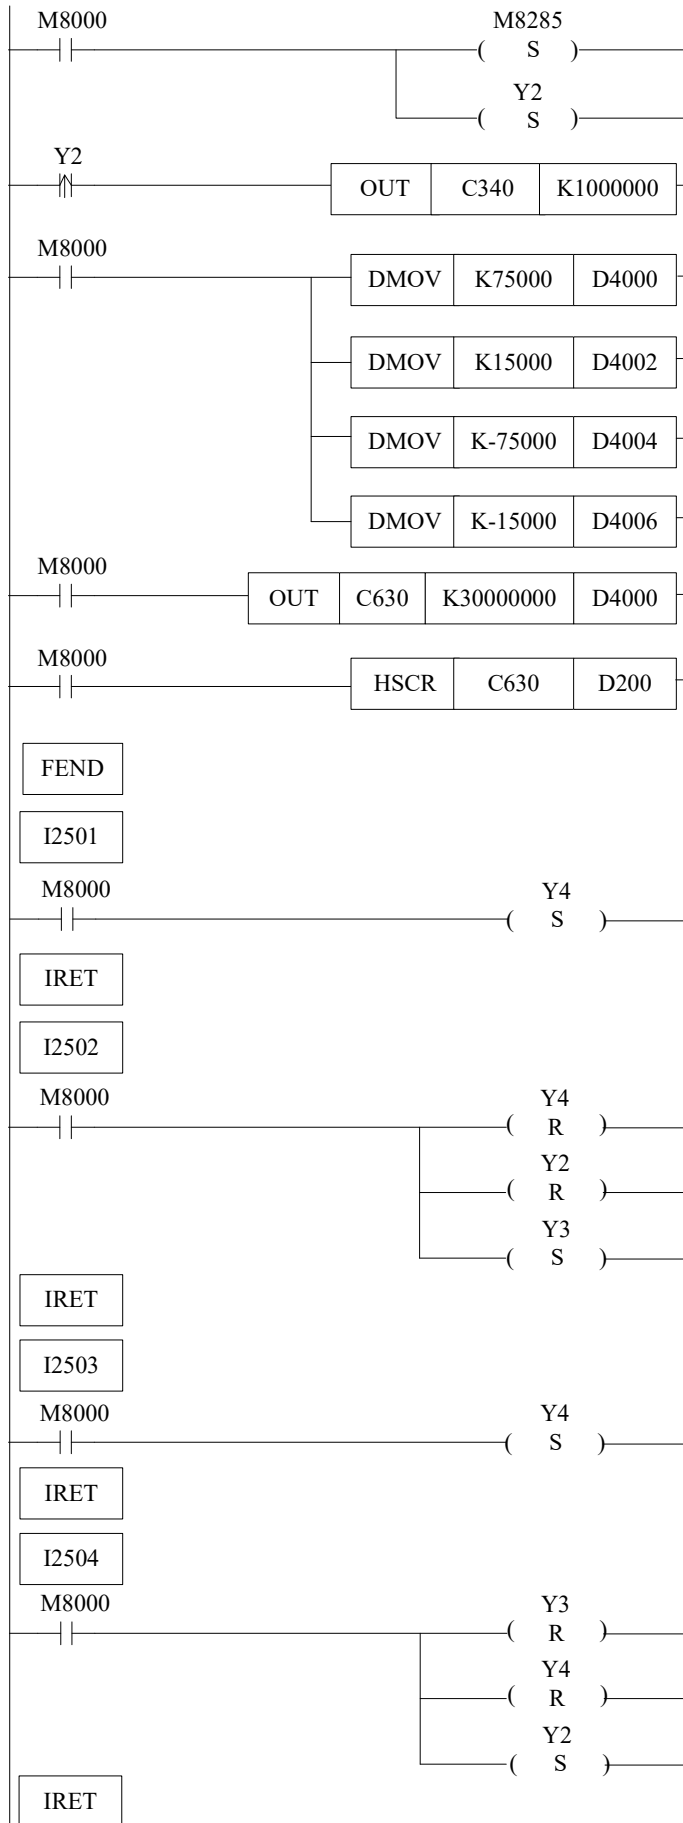 M8000 M8285
( S )
Y2
( S )
Y2
OUT C340 K1000000
M8000
DMOV K75000 D4000
DMOV K15000 D4002
DMOV K-75000 D4004
DMOV K-15000 D4006
M8000
OUT C630 K30000000 D4000
M8000
HSCR C630 D200
FEND
I2501
M8000 Y4
( S )
IRET
I2502
M8000 Y4
( R )
Y2
( R )
Y3
( S )
IRET
I2503
M8000 Y4
( S )
IRET
I2504
M8000 Y3
( R )
Y4
( R )
Y2
( S )
IRET